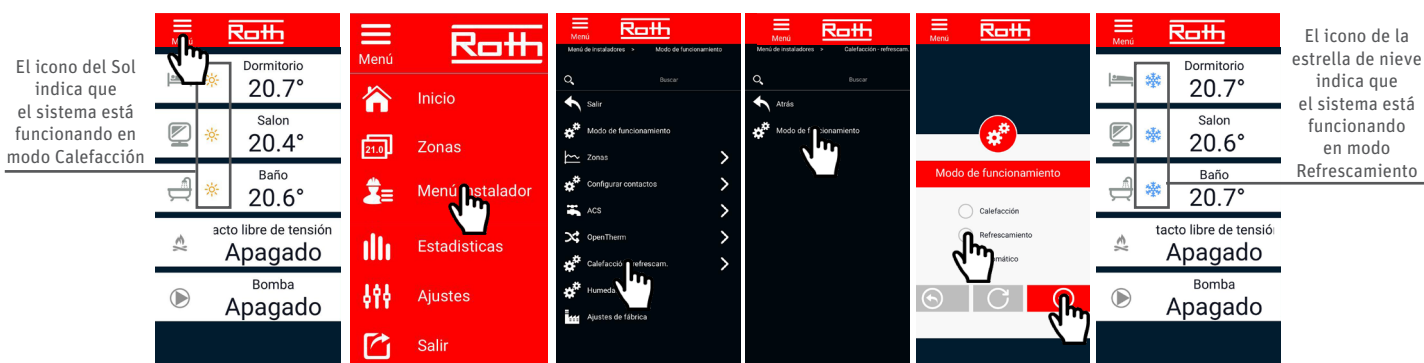 El icono del Sol
indica que
el sistema está
funcionando en
modo Calefacción
Roth
Dormitorio
20.7°
Salon
20.4°
Baño
20.6°
acto libre de tensión
Apagado
Bomba
Apagado
Menú
Roth
Inicio
21.0
Zonas
Menú Instalador
Estadisticas
Ajustes
Salir
Menú
Roth
Menú de instaladores > Modo de funcionamiento
Buscar
Salir
Modo de funcionamiento
Zonas
Configurar contactos
ACS
OpenTherm
Calefacció refrescam.
Humeda
Ajustes de fábrica
Menú
Roth
Menú de instaladores > Calefacción - refrescam.
Buscar
Atrás
Modo de f cionamiento
Menú
Roth
Modo de funcionamiento
Calefacción
Refrescamiento
mático
Menú
Roth
Dormitorio
20.7°
Salon
20.6°
Baño
20.7°
tacto libre de tensió
Apagado
Bomba
Apagado
El icono de la
estrella de nieve
indica que
el sistema está
funcionando
en modo
Refrescamiento